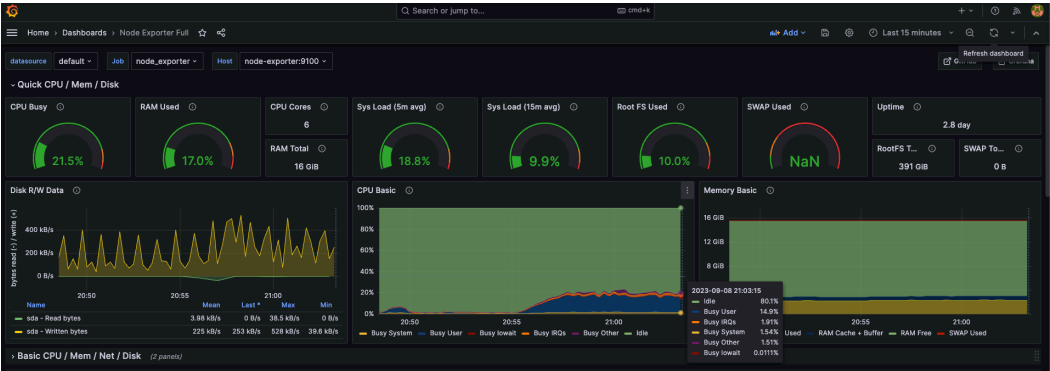 Search or jump to... cmd+k
Home › Dashboards › Node Exporter Full Add Last 15 minutes
Refresh dashboard
datasource default Job node_exporter Host node-exporter:9100
Quick CPU / Mem / Disk
CPU Busy
21.5%
RAM Used
17.0%
CPU Cores
6
RAM Total
16 GiB
Sys Load (5m avg)
18.8%
Sys Load (15m avg)
9.9%
Root FS Used
10.0%
SWAP Used
NaN
Uptime
2.8 day
RootFS T...
391 GiB
SWAP To...
0 B
Disk R/W Data
bytes read (-) / write (+)
400 kB/s
200 kB/s
0 B/s
20:50 20:55 21:00
Name Mean Last * Max Min
sda - Read bytes 3.98 kB/s 0 B/s 38.5 kB/s 0 B/s
sda - Written bytes 225 kB/s 253 kB/s 528 kB/s 39.6 kB/s
CPU Basic
100%
80%
60%
40%
20%
0%
20:50 20:55 21:00
Busy System Busy User Busy Iowait Busy IRQs Busy Other Idle
2023-09-08 21:03:15
Idle 80.1%
Busy User 14.9%
Busy IRQs 1.91%
Busy System 1.54%
Busy Other 1.51%
Busy Iowait 0.0111%
Memory Basic
16 GiB
12 GiB
8 GiB
20:55 21:00
Used RAM Cache + Buffer RAM Free SWAP Used
Basic CPU / Mem / Net / Disk (2 panels)